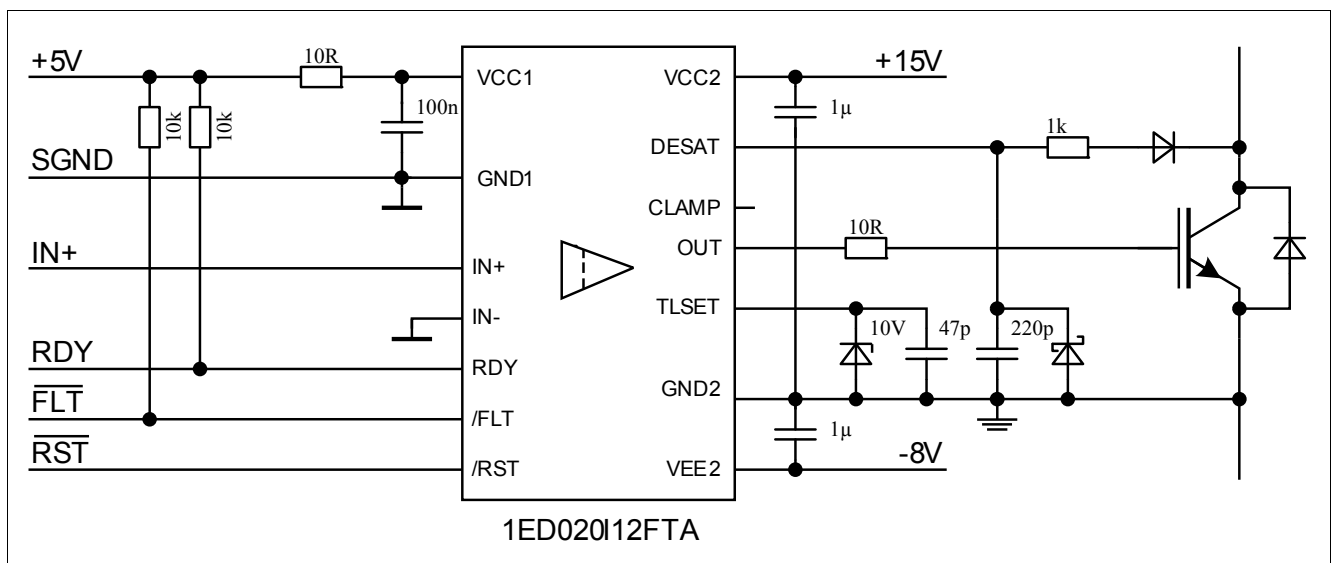 +5V
10R
10k
10k
100n
SGND
IN+
RDY
FLT
RST
VCC1
GND1
IN+
IN-
RDY
/FLT
/RST
VCC2
DESAT
CLAMP
OUT
TLSET
GND2
VEE2
+15V
1µ
1k
10R
10V
47p
220p
1µ
-8V
1ED020I12FTA